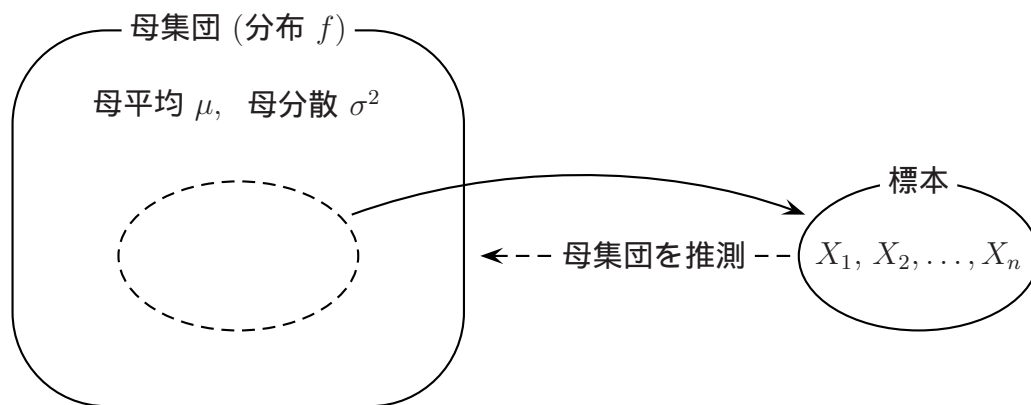 母集団 (分布 f)
母平均 μ, 母分散 σ²
標本
母集団を推測
X₁, X₂, . . . , Xₙ